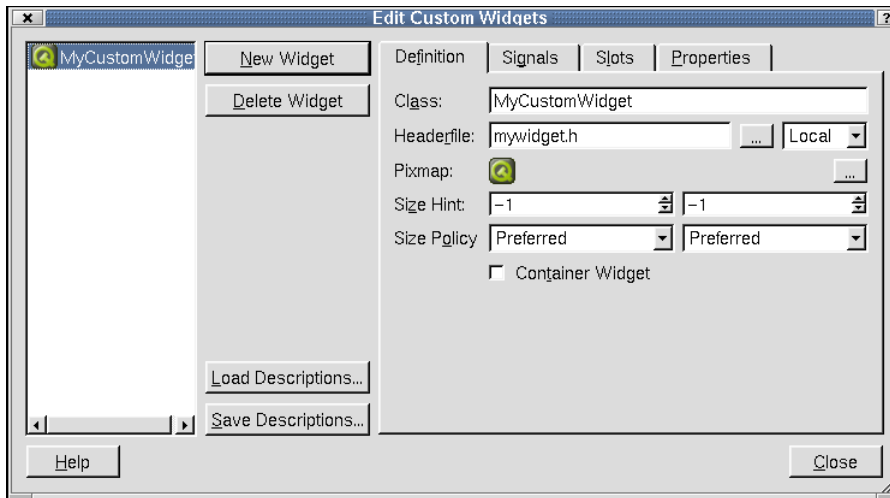 Edit Custom Widgets
?
MyCustomWidge
New Widget
Delete Widget
Load Descriptions...
Save Descriptions...
Definition
Signals
Slots
Properties
Class: MyCustomWidget
Headerfile: mywidget.h ... Local
Pixmap: ...
Size Hint: -1 -1
Size Policy Preferred Preferred
Container Widget
Help
Close